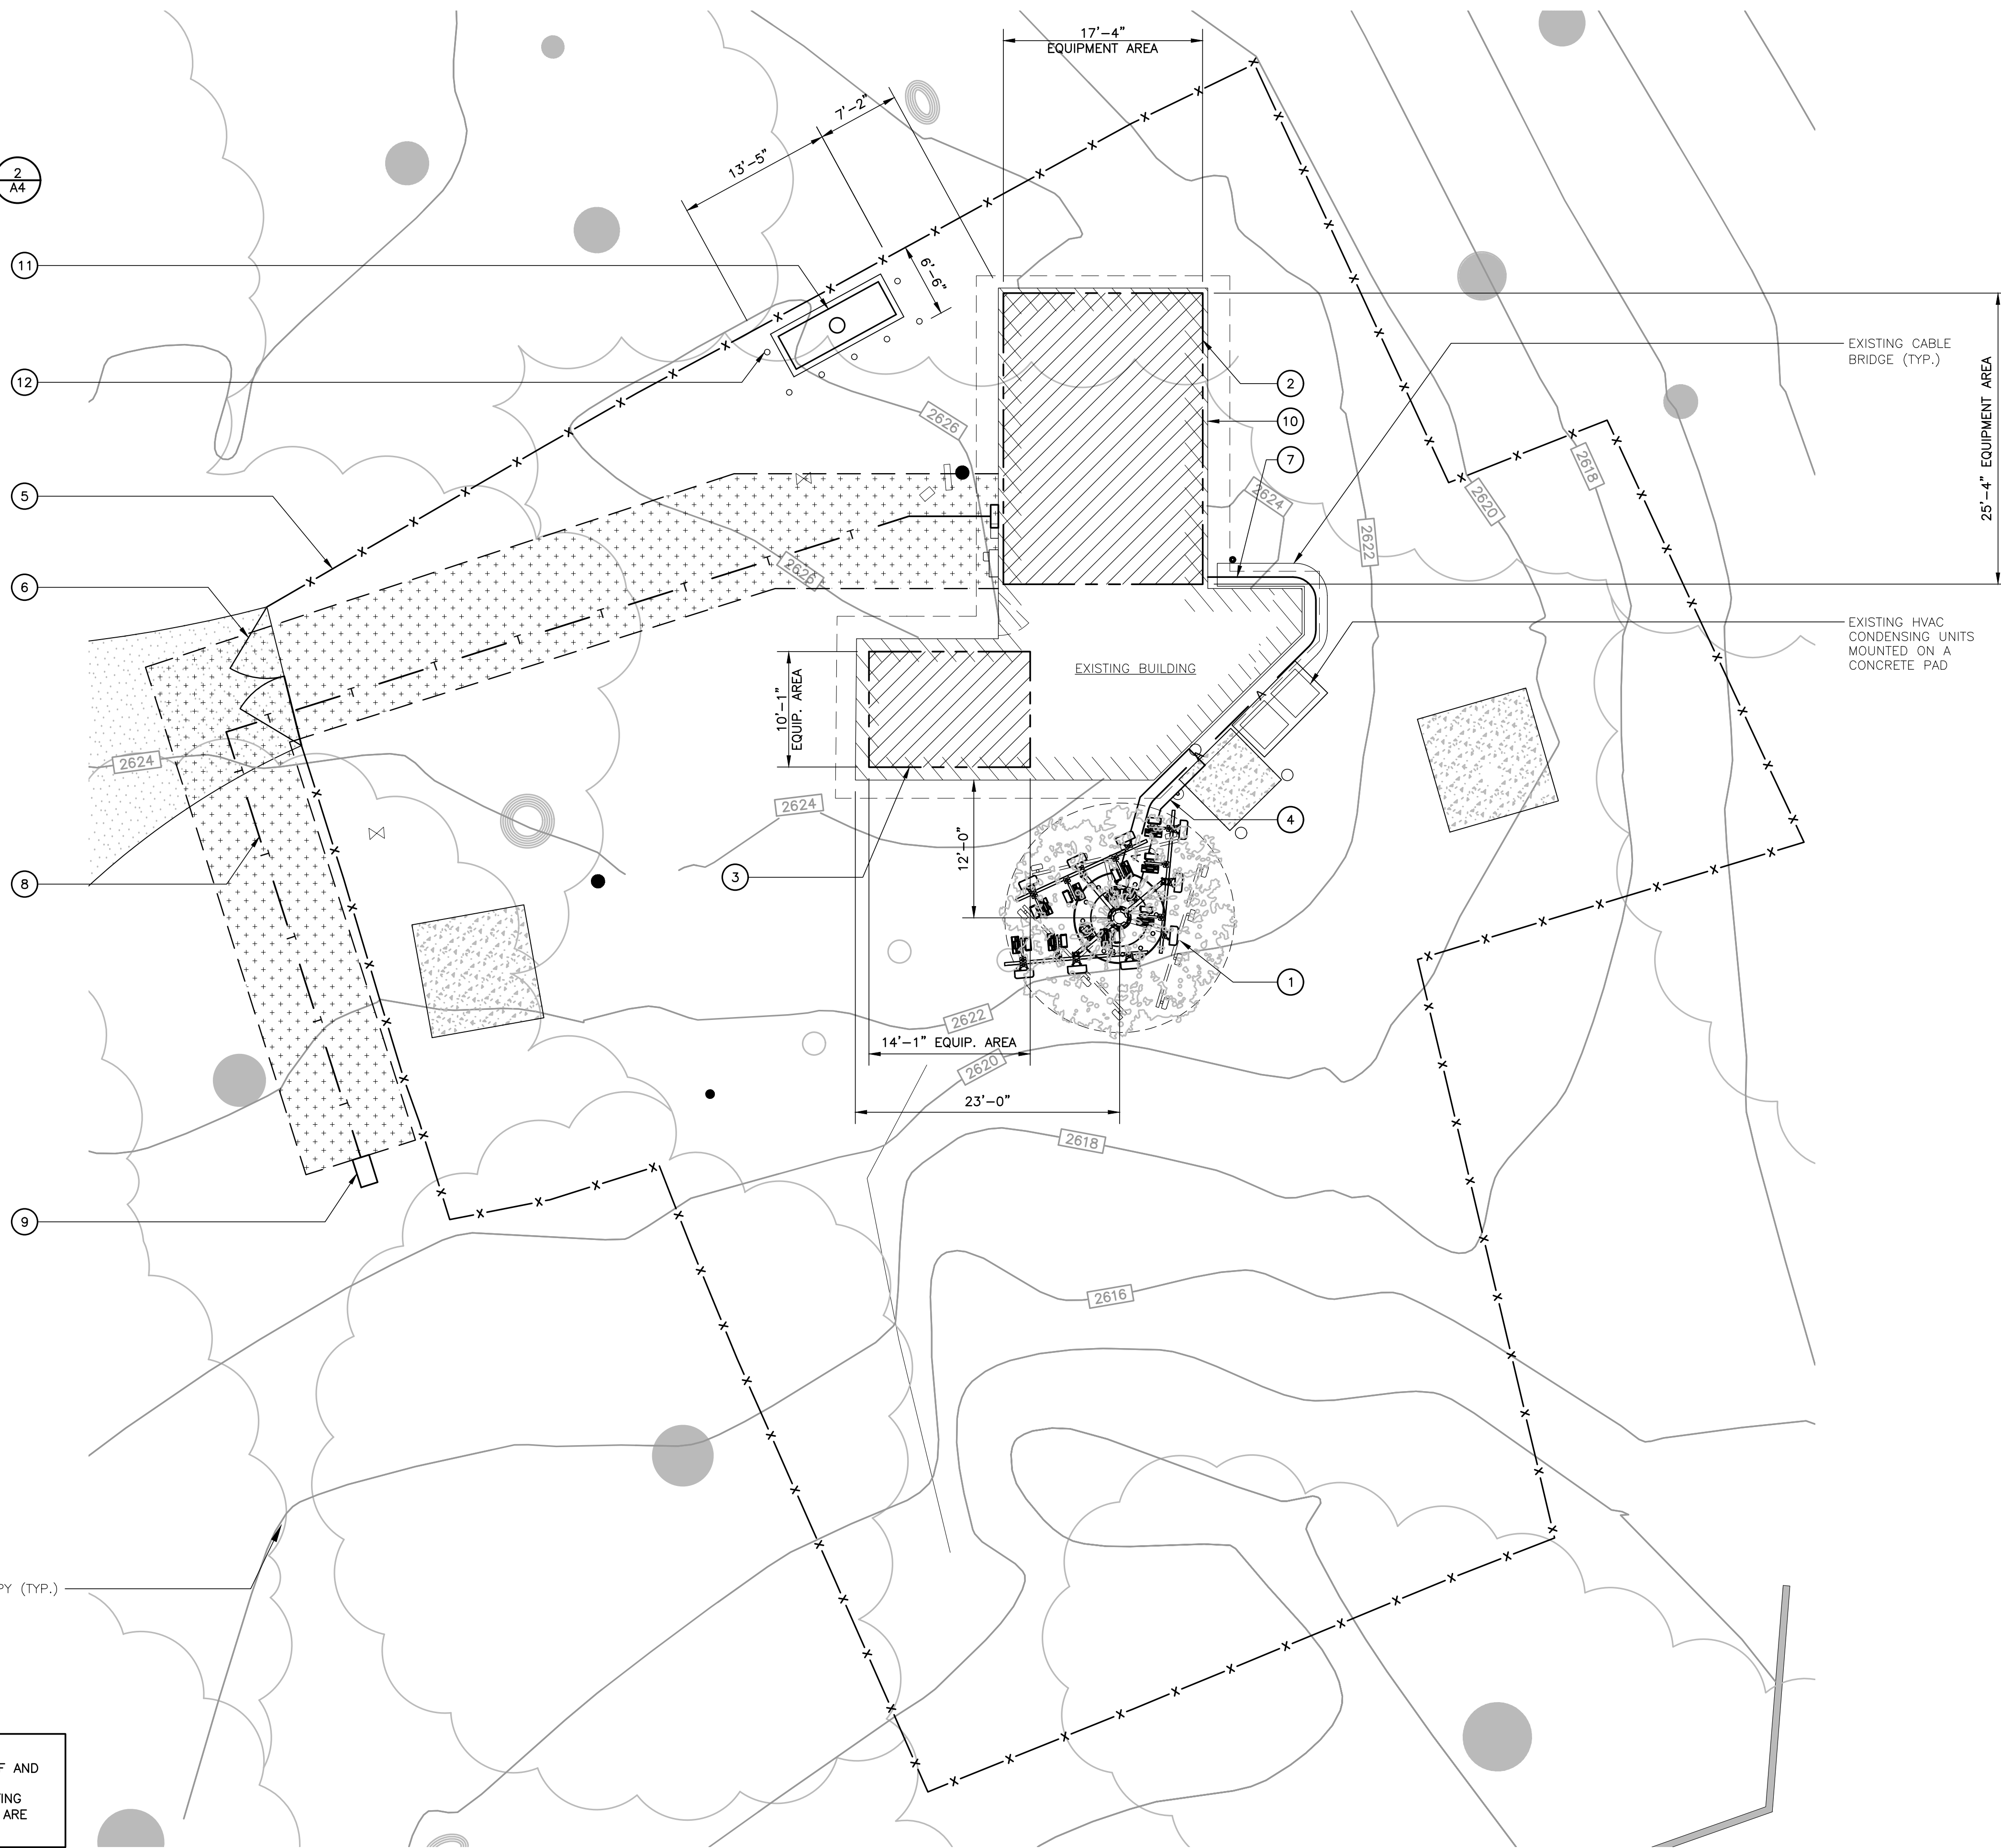 17'-4"
EQUIPMENT AREA
7'-2"
13'-5"
2
A4
11
6'-6"
12
EXISTING CABLE
BRIDGE (TYP.)
25'-4" EQUIPMENT AREA
2
10
7
2626
2618
2620
2624
2622
5
2626
6
EXISTING HVAC
CONDENSING UNITS
MOUNTED ON A
CONCRETE PAD
EXISTING BUILDING
10'-1"
EQUIP. AREA
2624
2624
4
12'-0"
3
8
1
2622
14'-1" EQUIP. AREA
2620
23'-0"
2618
9
2616
(TYP.)
AND
ARE